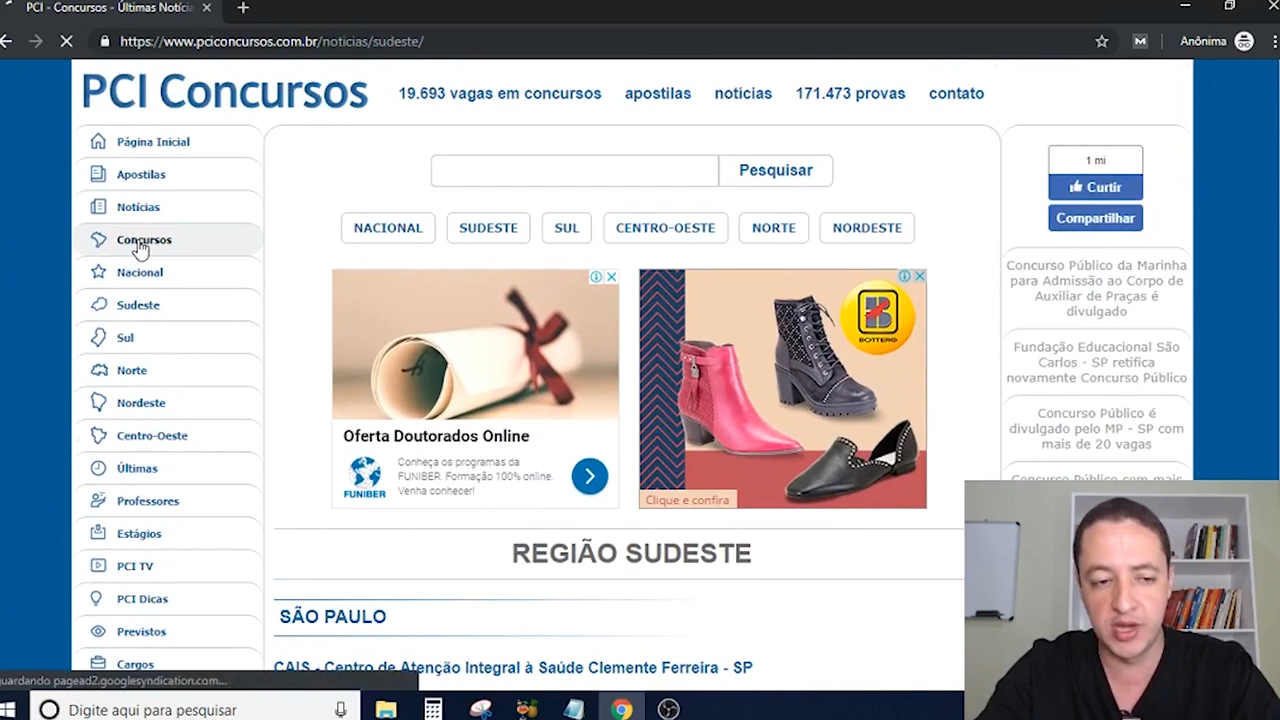 PCI - Concursos - Últimas Notícia
https://www.pciconcursos.com.br/noticias/sudeste/
Anônima
PCI Concursos
19.693 vagas em concursos
apostilas
notícias
171.473 provas
contato
Página Inicial
Apostilas
Notícias
Concursos
Nacional
Sudeste
Sul
Norte
Nordeste
Centro-Oeste
Últimas
Professores
Estágios
PCI TV
PCI Dicas
Previstos
Cargos
Pesquisar
NACIONAL
SUDESTE
SUL
CENTRO-OESTE
NORTE
NORDESTE
Oferta Doutorados Online
FUNIBER
Conheça os programas da
FUNIBER. Formação 100% online.
Venha conhecer!
BOTTERO
Clique e confira
REGIÃO SUDESTE
SÃO PAULO
CAIS - Centro de Atenção Integral à Saúde Clemente Ferreira - SP
1 mi
Curtir
Compartilhar
Concurso Público da Marinha
para Admissão ao Corpo de
Auxiliar de Praças é
divulgado
Fundação Educacional São
Carlos - SP retifica
novamente Concurso Público
Concurso Público é
divulgado pelo MP - SP com
mais de 20 vagas
Concurso Público com mais
guardando pagead2.googlesyndication.com...
Digite aqui para pesquisar